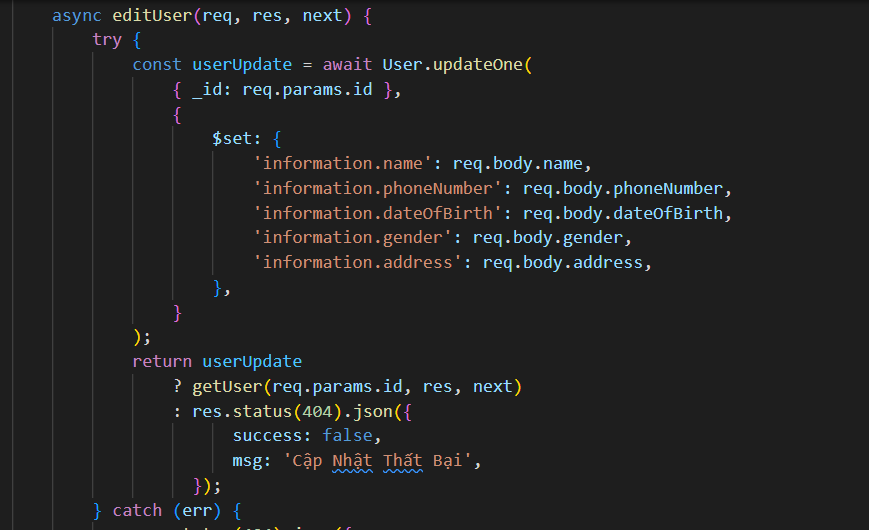 async editUser(req, res, next) {
try {
const userUpdate = await User.updateOne(
{ _id: req.params.id },
{
$set: {
'information.name': req.body.name,
'information.phoneNumber': req.body.phoneNumber,
'information.dateOfBirth': req.body.dateOfBirth,
'information.gender': req.body.gender,
'information.address': req.body.address,
},
}
);
return userUpdate
? getUser(req.params.id, res, next)
: res.status(404).json({
success: false,
msg: 'Cập Nhật Thất Bại',
});
} catch (err) {